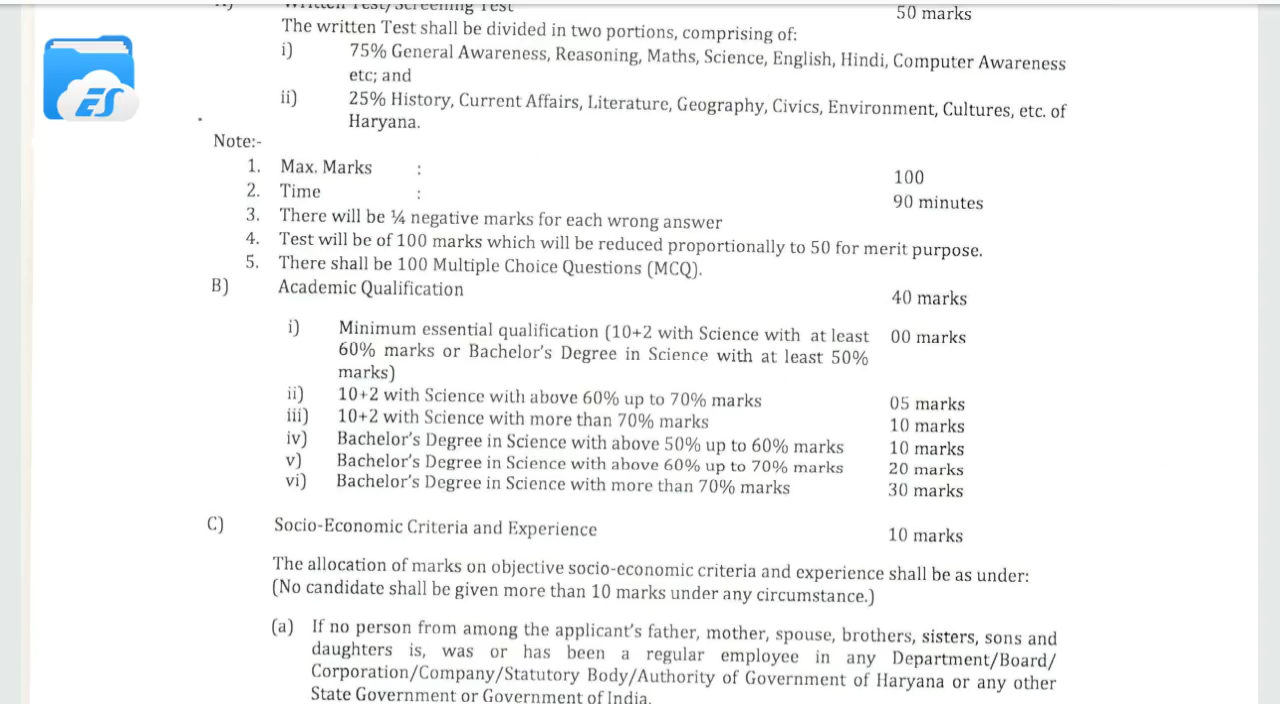 Written Test/Screening Test 50 marks
The written Test shall be divided in two portions, comprising of:
i) 75% General Awareness, Reasoning, Maths, Science, English, Hindi, Computer Awareness
etc; and
ii) 25% History, Current Affairs, Literature, Geography, Civics, Environment, Cultures, etc. of
Haryana.
ES
Note:-
1. Max. Marks : 100
2. Time : 90 minutes
3. There will be ¼ negative marks for each wrong answer
4. Test will be of 100 marks which will be reduced proportionally to 50 for merit purpose.
5. There shall be 100 Multiple Choice Questions (MCQ).
B) Academic Qualification 40 marks
i) Minimum essential qualification (10+2 with Science with at least 00 marks
60% marks or Bachelor's Degree in Science with at least 50%
marks)
ii) 10+2 with Science with above 60% up to 70% marks 05 marks
iii) 10+2 with Science with more than 70% marks 10 marks
iv) Bachelor's Degree in Science with above 50% up to 60% marks 10 marks
v) Bachelor's Degree in Science with above 60% up to 70% marks 20 marks
vi) Bachelor's Degree in Science with more than 70% marks 30 marks
C) Socio-Economic Criteria and Experience 10 marks
The allocation of marks on objective socio-economic criteria and experience shall be as under:
(No candidate shall be given more than 10 marks under any circumstance.)
(a) If no person from among the applicant's father, mother, spouse, brothers, sisters, sons and
daughters is, was or has been a regular employee in any Department/Board/
Corporation/Company/Statutory Body/Authority of Government of Haryana or any other
State Government or Government of India.